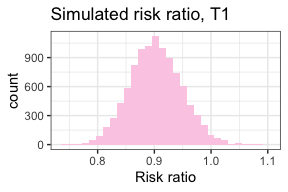 Simulated risk ratio, T1
count
900
600
300
0
0.8 0.9 1.0 1.1
Risk ratio